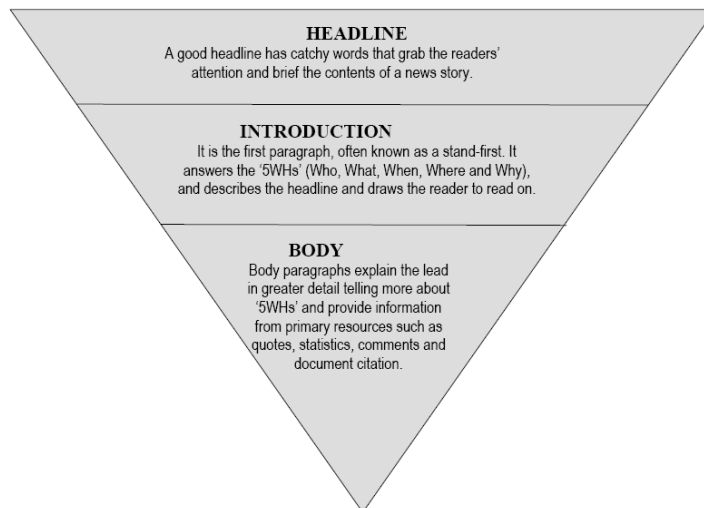 HEADLINE
A good headline has catchy words that grab the readers’
attention and brief the contents of a news story.
INTRODUCTION
It is the first paragraph, often known as a stand-first. It
answers the ‘5WHs’ (Who, What, When, Where and Why),
and describes the headline and draws the reader to read on.
BODY
Body paragraphs explain the lead
in greater detail telling more about
‘5WHs’ and provide information
from primary resources such as
quotes, statistics, comments and
document citation.